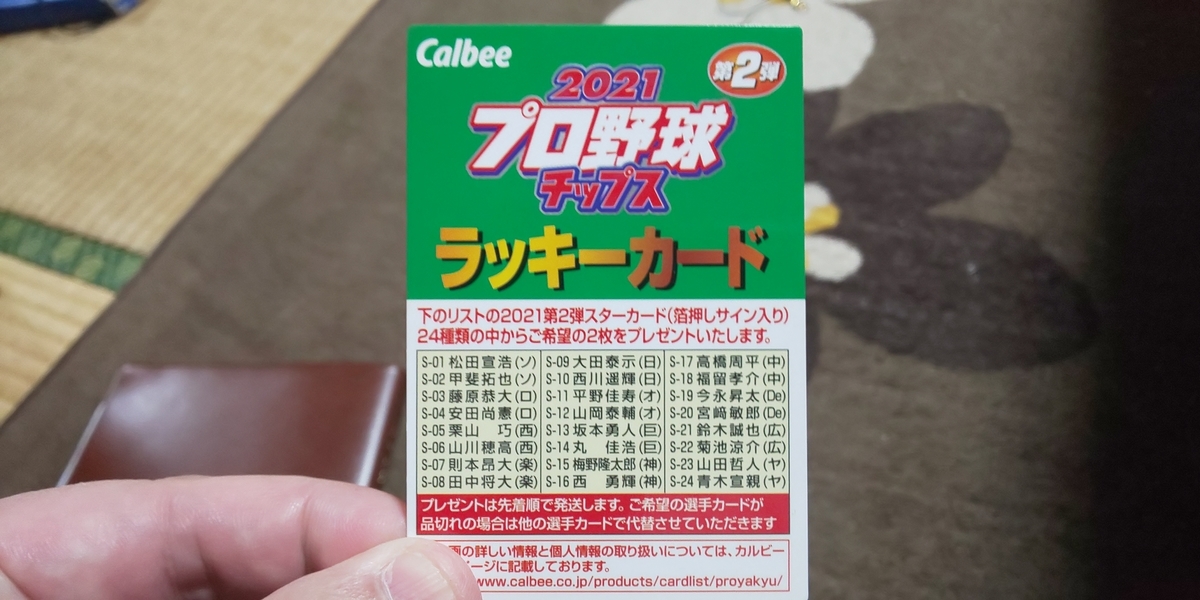 Calbee
第2弾
2021
プロ野球
チップス
ラッキーカード
下のリストの2021第2弾スターカード(箔押しサイン入り)
24種類の中からご希望の2枚をプレゼントいたします。
S-01 松田宣浩(ソ) S-09 大田泰示(日) S-17 高橋周平(中)
S-02 甲斐拓也(ソ) S-10 西川遥輝(日) S-18 福留孝介(中)
S-03 藤原恭大(ロ) S-11 平野佳寿(オ) S-19 今永昇太(De)
S-04 安田尚憲(ロ) S-12 山岡泰輔(オ) S-20 宮﨑敏郎(De)
S-05 栗山 巧(西) S-13 坂本勇人(巨) S-21 鈴木誠也(広)
S-06 山川穂高(西) S-14 丸 佳浩(巨) S-22 菊池涼介(広)
S-07 則本昂大(楽) S-15 梅野隆太郎(神) S-23 山田哲人(ヤ)
S-08 田中将大(楽) S-16 西 勇輝(神) S-24 青木宣親(ヤ)
プレゼントは先着順で発送します。ご希望の選手カードが
品切れの場合は他の選手カードで代替させていただきます
の詳しい情報と個人情報の取り扱いについては、カルビー
ページに記載しております。
www.calbee.co.jp/products/cardlist/proyakyu/